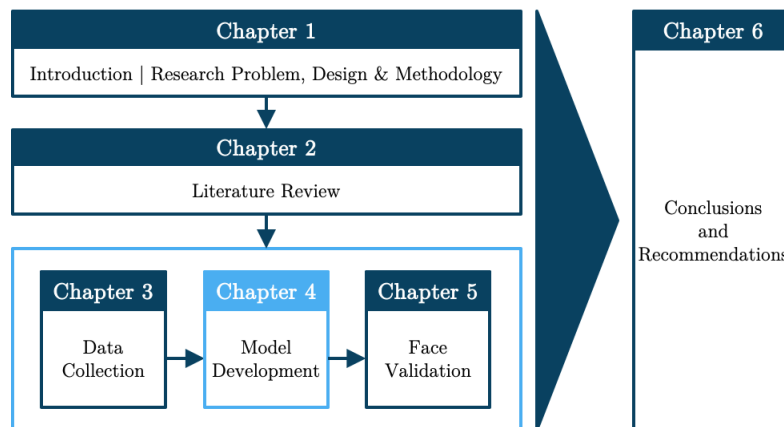 Chapter 1
Introduction | Research Problem, Design & Methodology
Chapter 2
Literature Review
Chapter 3
Data
Collection
Chapter 4
Model
Development
Chapter 5
Face
Validation
Chapter 6
Conclusions
and
Recommendations